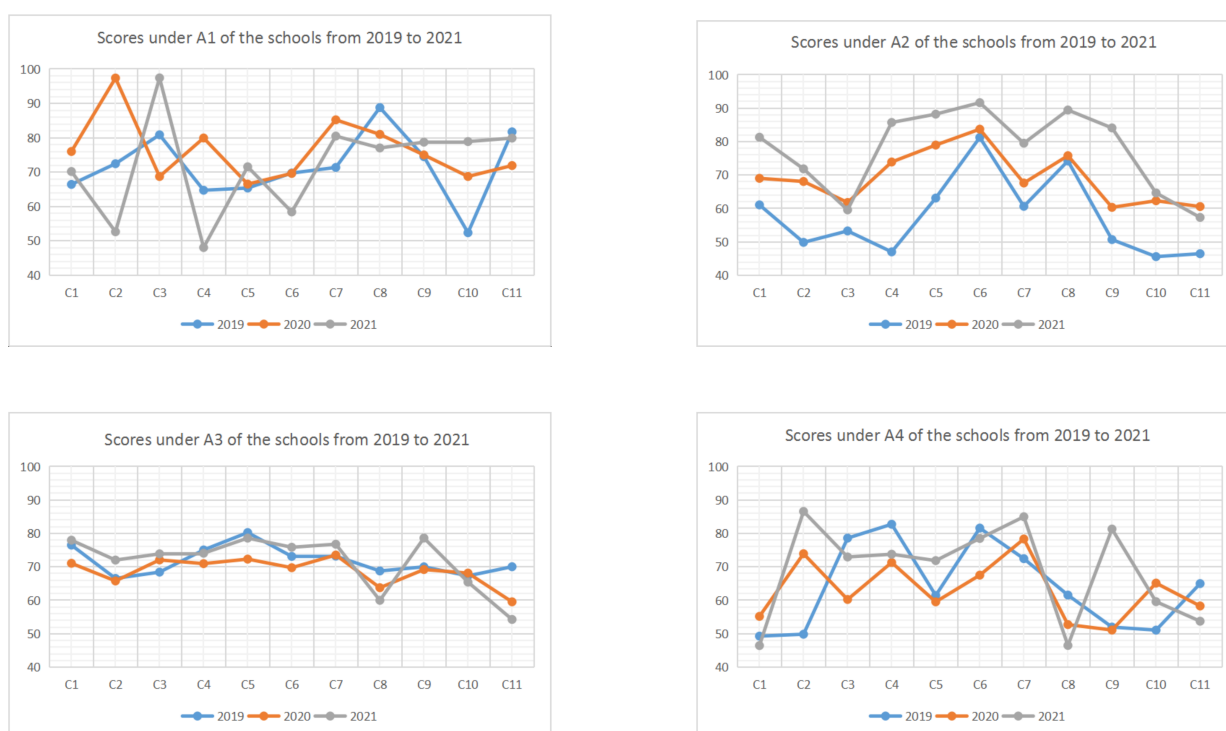 Scores under A1 of the schools from 2019 to 2021
100
90
80
70
60
50
40
C1 C2 C3 C4 C5 C6 C7 C8 C9 C10 C11
2019 2020 2021
Scores under A2 of the schools from 2019 to 2021
100
90
80
70
60
50
40
C1 C2 C3 C4 C5 C6 C7 C8 C9 C10 C11
2019 2020 2021
Scores under A3 of the schools from 2019 to 2021
100
90
80
70
60
50
40
C1 C2 C3 C4 C5 C6 C7 C8 C9 C10 C11
2019 2020 2021
Scores under A4 of the schools from 2019 to 2021
100
90
80
70
60
50
40
C1 C2 C3 C4 C5 C6 C7 C8 C9 C10 C11
2019 2020 2021